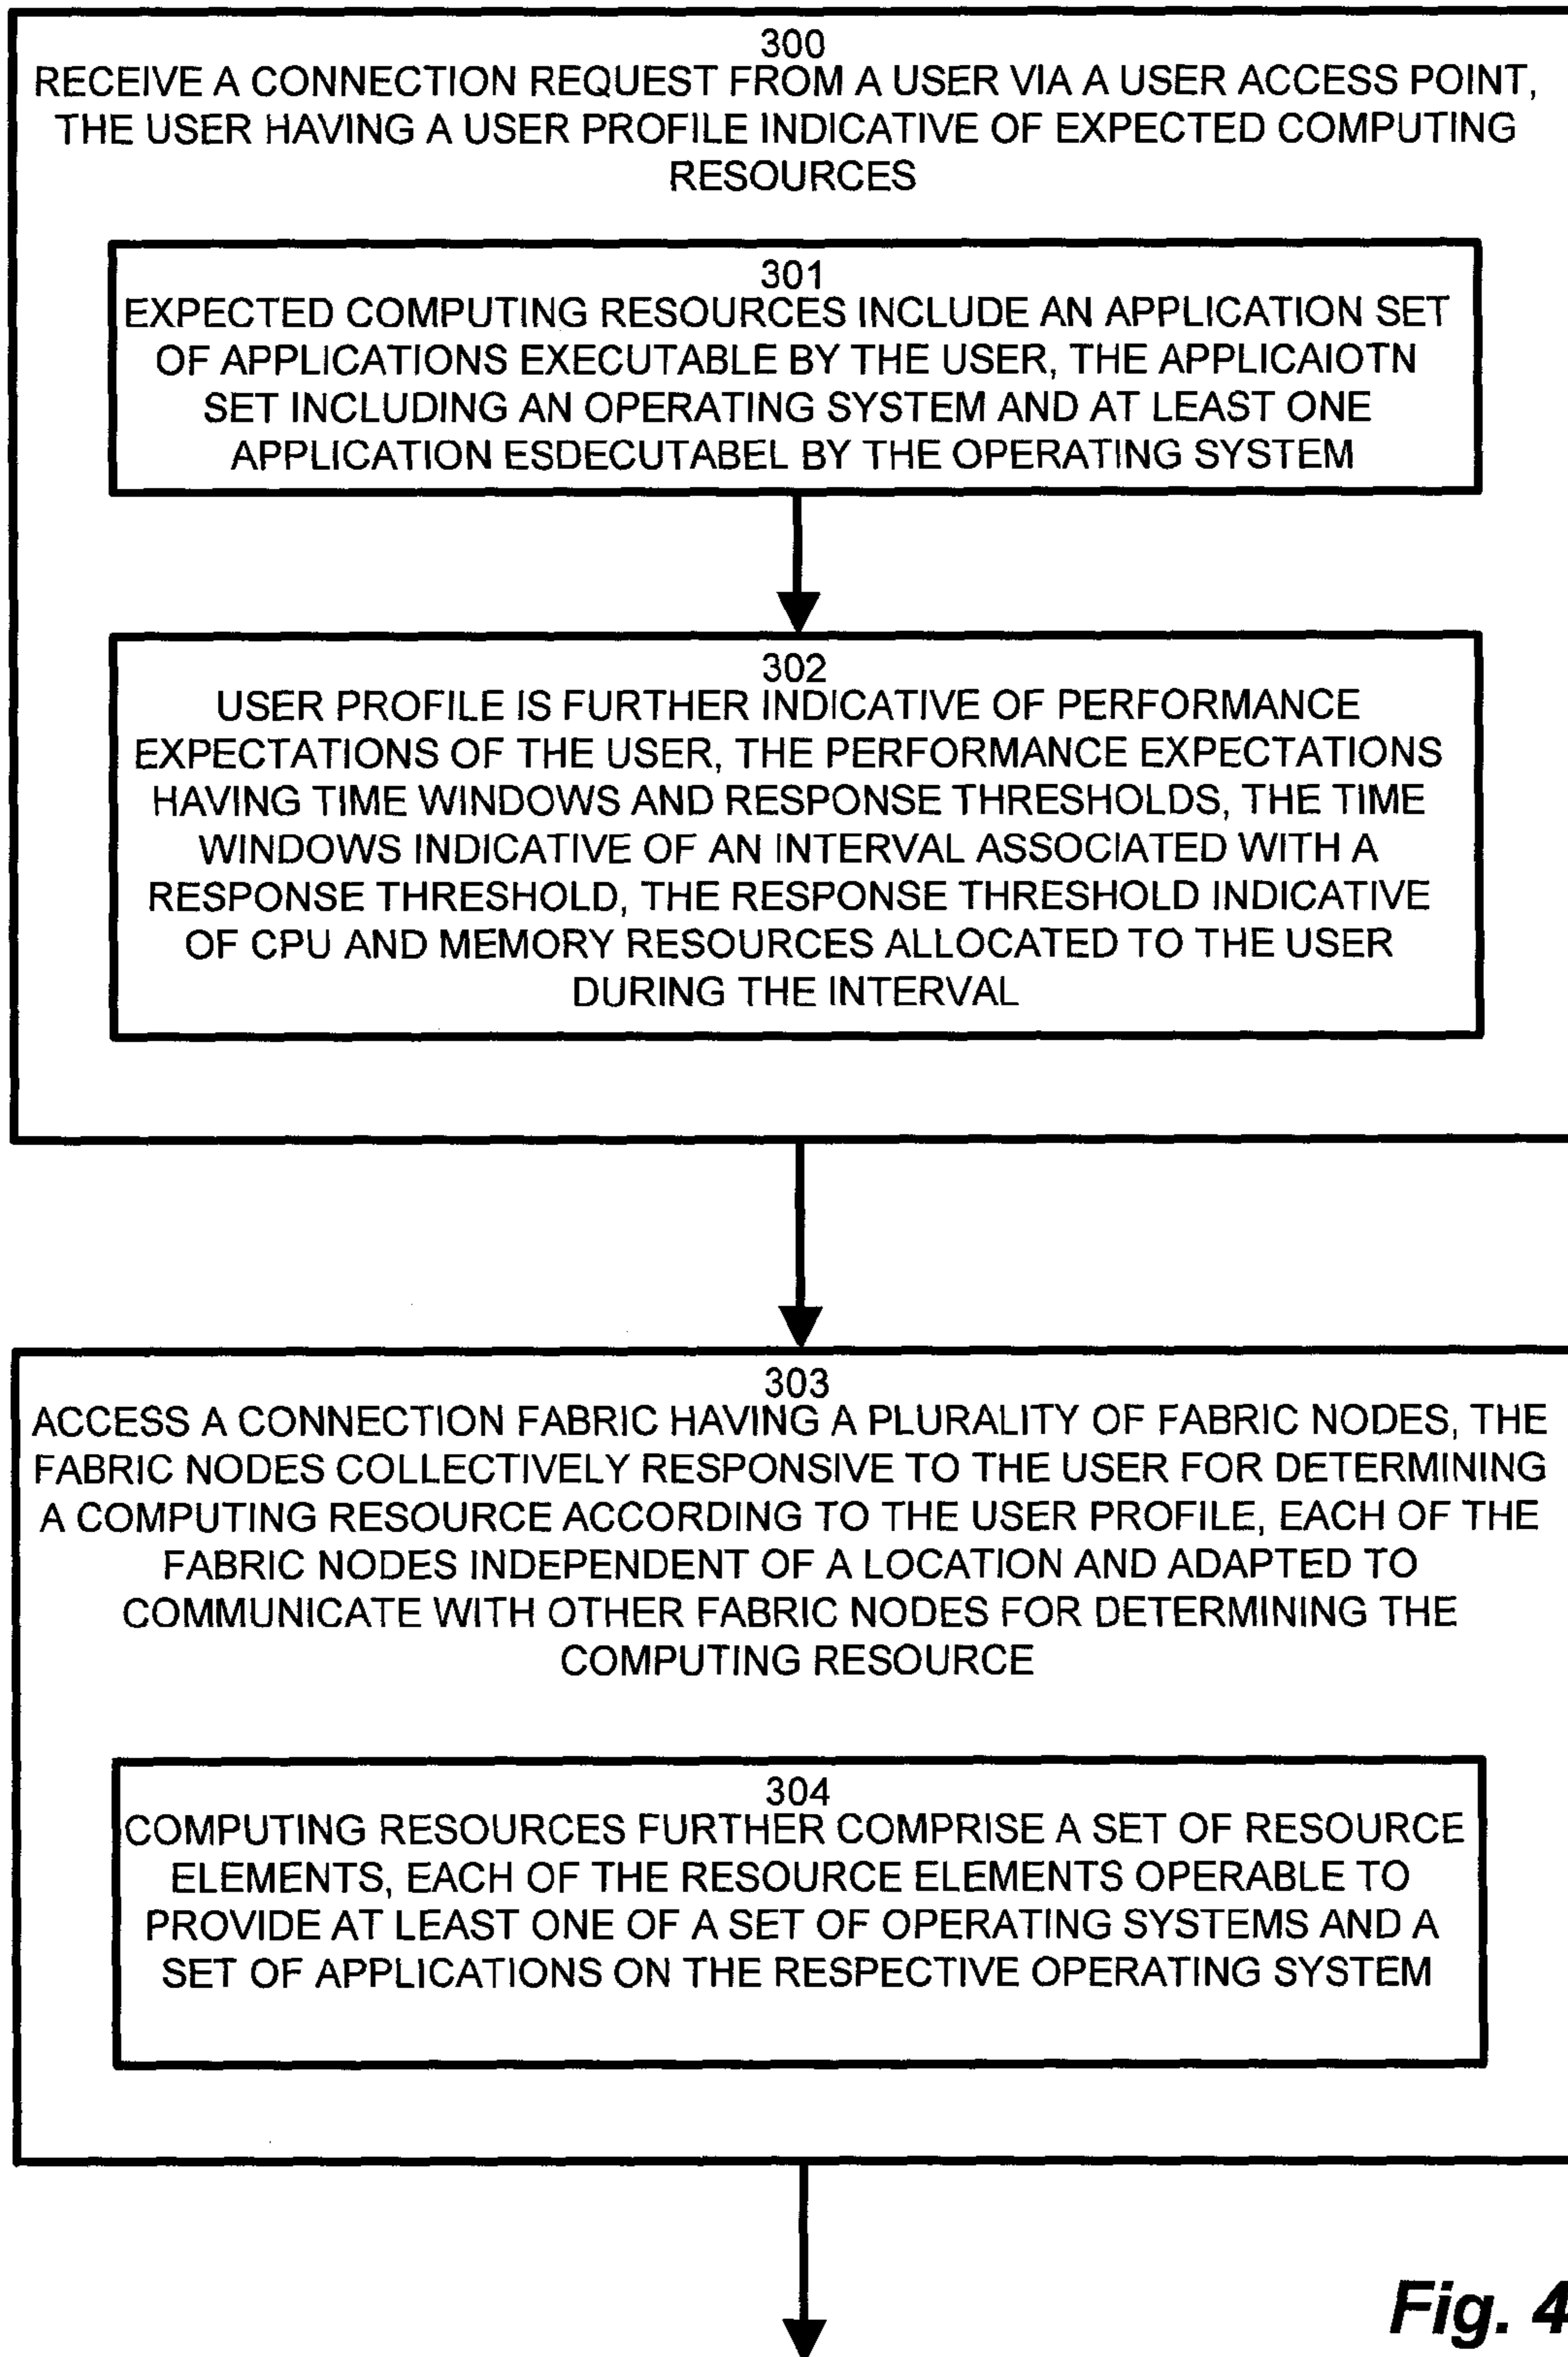 300
RECEIVE A CONNECTION REQUEST FROM A USER VIA A USER ACCESS POINT,
THE USER HAVING A USER PROFILE INDICATIVE OF EXPECTED COMPUTING
RESOURCES
301
EXPECTED COMPUTING RESOURCES INCLUDE AN APPLICATION SET
OF APPLICATIONS EXECUTABLE BY THE USER, THE APPLICAIOTN
SET INCLUDING AN OPERATING SYSTEM AND AT LEAST ONE
APPLICATION ESDECUTABEL BY THE OPERATING SYSTEM
302
USER PROFILE IS FURTHER INDICATIVE OF PERFORMANCE
EXPECTATIONS OF THE USER, THE PERFORMANCE EXPECTATIONS
HAVING TIME WINDOWS AND RESPONSE THRESHOLDS, THE TIME
WINDOWS INDICATIVE OF AN INTERVAL ASSOCIATED WITH A
RESPONSE THRESHOLD, THE RESPONSE THRESHOLD INDICATIVE
OF CPU AND MEMORY RESOURCES ALLOCATED TO THE USER
DURING THE INTERVAL
303
ACCESS A CONNECTION FABRIC HAVING A PLURALITY OF FABRIC NODES, THE
FABRIC NODES COLLECTIVELY RESPONSIVE TO THE USER FOR DETERMINING
A COMPUTING RESOURCE ACCORDING TO THE USER PROFILE, EACH OF THE
FABRIC NODES INDEPENDENT OF A LOCATION AND ADAPTED TO
COMMUNICATE WITH OTHER FABRIC NODES FOR DETERMINING THE
COMPUTING RESOURCE
304
COMPUTING RESOURCES FURTHER COMPRISE A SET OF RESOURCE
ELEMENTS, EACH OF THE RESOURCE ELEMENTS OPERABLE TO
PROVIDE AT LEAST ONE OF A SET OF OPERATING SYSTEMS AND A
SET OF APPLICATIONS ON THE RESPECTIVE OPERATING SYSTEM
Fig. 4